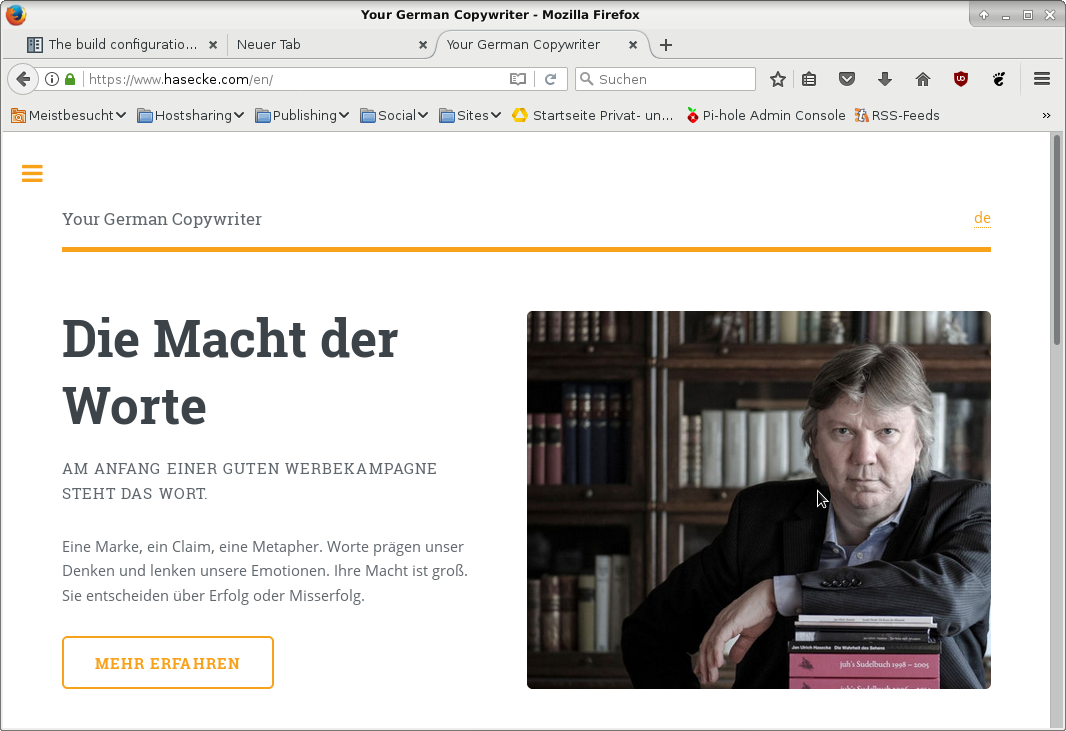 Your German Copywriter - Mozilla Firefox
The build configuratio...
Neuer Tab
Your German Copywriter
https://www.hasecke.com/en/
Suchen
Meistbesucht
Hostsharing
Publishing
Social
Sites
Startseite Privat- un...
Pi-hole Admin Console
RSS-Feeds
Your German Copywriter
de
Die Macht der
Worte
AM ANFANG EINER GUTEN WERBEKAMPAGNE
STEHT DAS WORT.
Eine Marke, ein Claim, eine Metapher. Worte prägen unser
Denken und lenken unsere Emotionen. Ihre Macht ist groß.
Sie entscheiden über Erfolg oder Misserfolg.
MEHR ERFAHREN
Jan Ulrich Hasecke Die Wahrheit des Sehens
juh's Sudelbuch 1998 – 2005